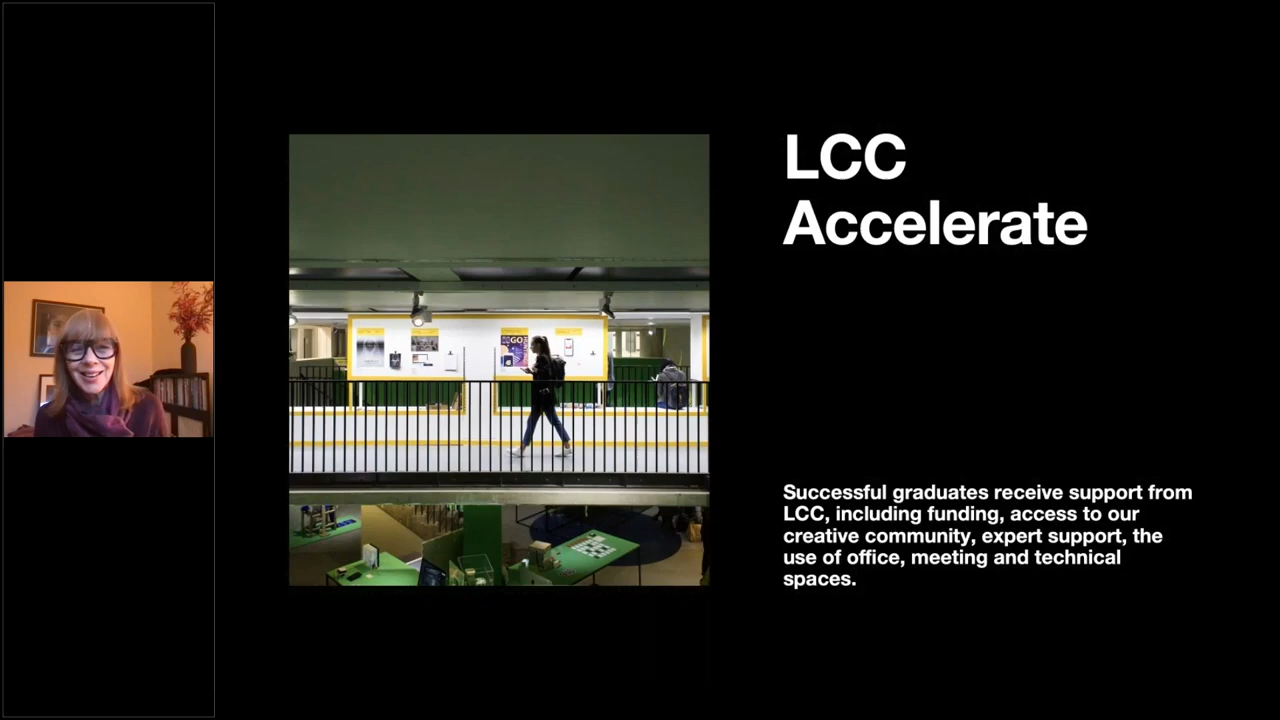 LCC
Accelerate
Successful graduates receive support from
LCC, including funding, access to our
creative community, expert support, the
use of office, meeting and technical
spaces.